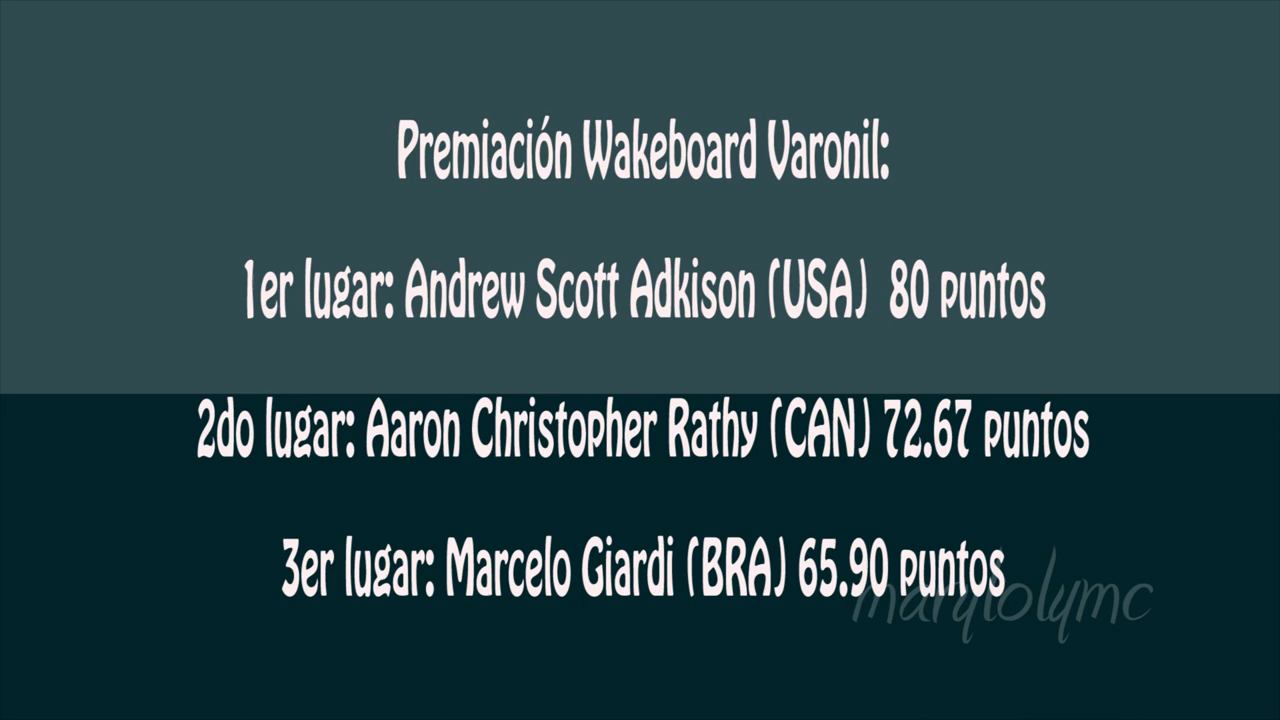 Premiación Wakeboard Varonil:
1er lugar: Andrew Scott Adkison (USA) 80 puntos
2do lugar: Aaron Christopher Rathy (CAN) 72.67 puntos
3er lugar: Marcelo Giardi (BRA) 65.90 puntos